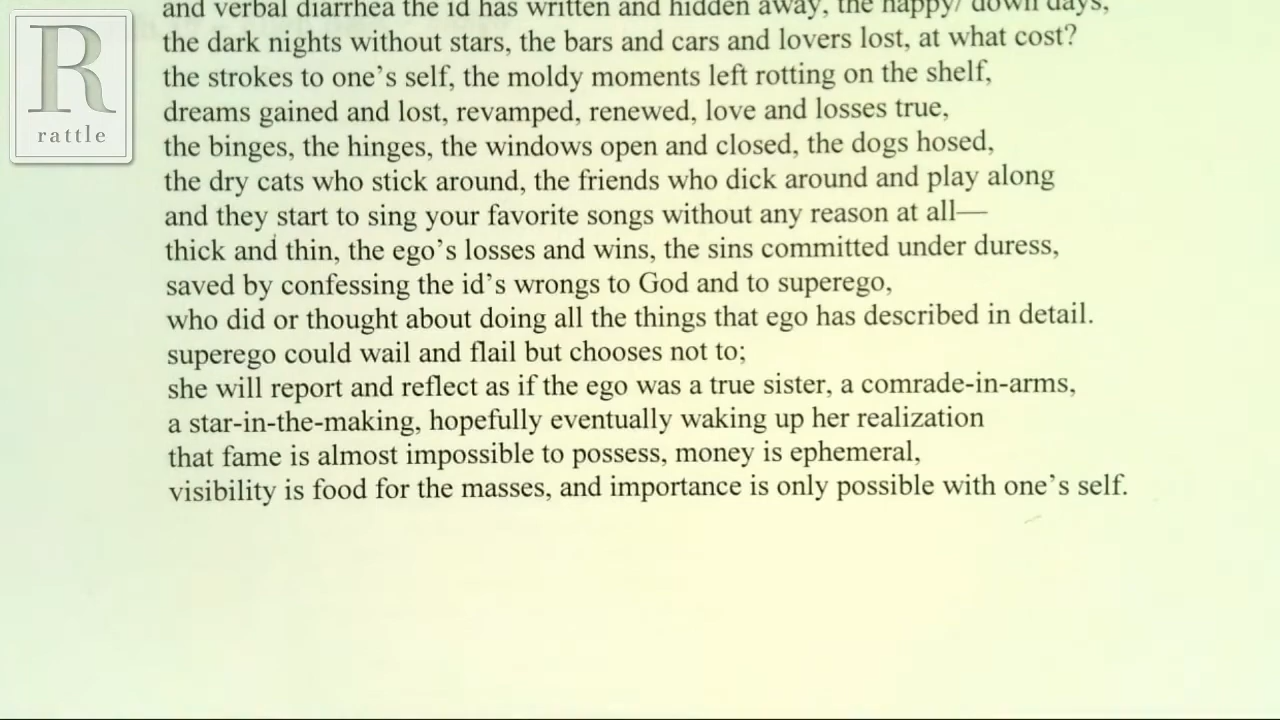 R
rattle
and verbal diarrhea the id has written and hidden away, the happy/ down days,
the dark nights without stars, the bars and cars and lovers lost, at what cost?
the strokes to one’s self, the moldy moments left rotting on the shelf,
dreams gained and lost, revamped, renewed, love and losses true,
the binges, the hinges, the windows open and closed, the dogs hosed,
the dry cats who stick around, the friends who dick around and play along
and they start to sing your favorite songs without any reason at all—
thick and thin, the ego’s losses and wins, the sins committed under duress,
saved by confessing the id’s wrongs to God and to superego,
who did or thought about doing all the things that ego has described in detail.
superego could wail and flail but chooses not to;
she will report and reflect as if the ego was a true sister, a comrade-in-arms,
a star-in-the-making, hopefully eventually waking up her realization
that fame is almost impossible to possess, money is ephemeral,
visibility is food for the masses, and importance is only possible with one’s self.